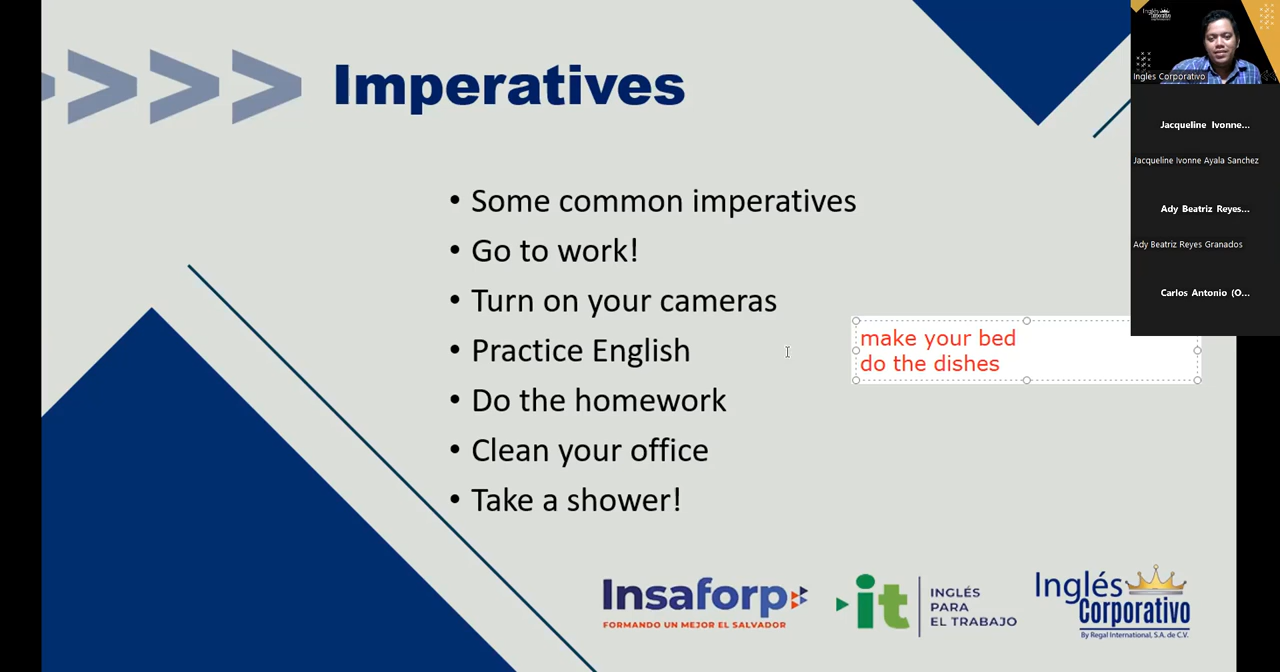 Imperatives
Some common imperatives
Go to work!
Turn on your cameras
Practice English
Do the homework
Clean your office
Take a shower!
make your bed
do the dishes
Insaforp
FORMANDO UN MEJOR EL SALVADOR
it
INGLÉS
PARA
EL TRABAJO
Inglés
Corporativo
By Regal International, S.A. de C.V.
Inglés
Corporativo
Ingles Corporativo
Jacqueline Ivonne...
Jacqueline Ivonne Ayala Sanchez
Ady Beatriz Reyes...
Ady Beatriz Reyes Granados
Carlos Antonio (O...